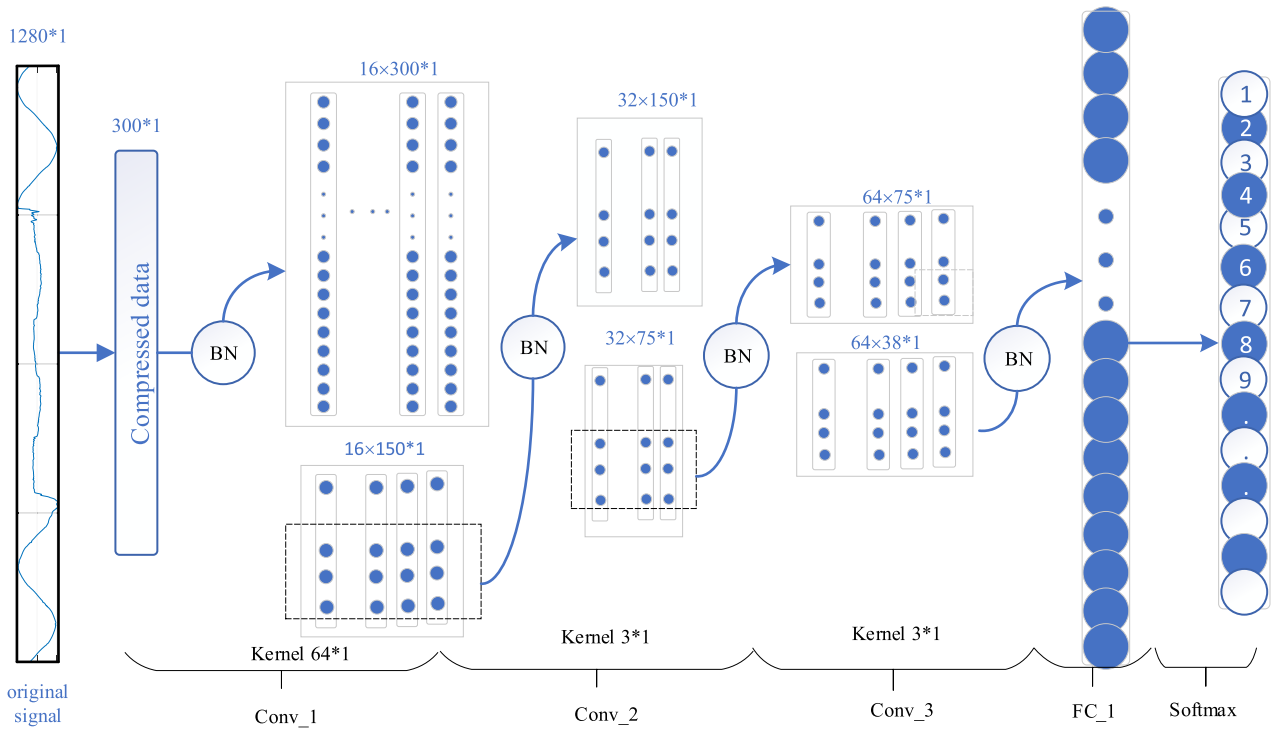 1280*1
original
signal
300*1
Compressed data
BN
16×300*1
16×150*1
Kernel 64*1
Conv_1
BN
32×150*1
32×75*1
Kernel 3*1
Conv_2
BN
64×75*1
64×38*1
Kernel 3*1
Conv_3
BN
FC_1
1
2
3
4
5
6
7
8
9
.
.
.
Softmax